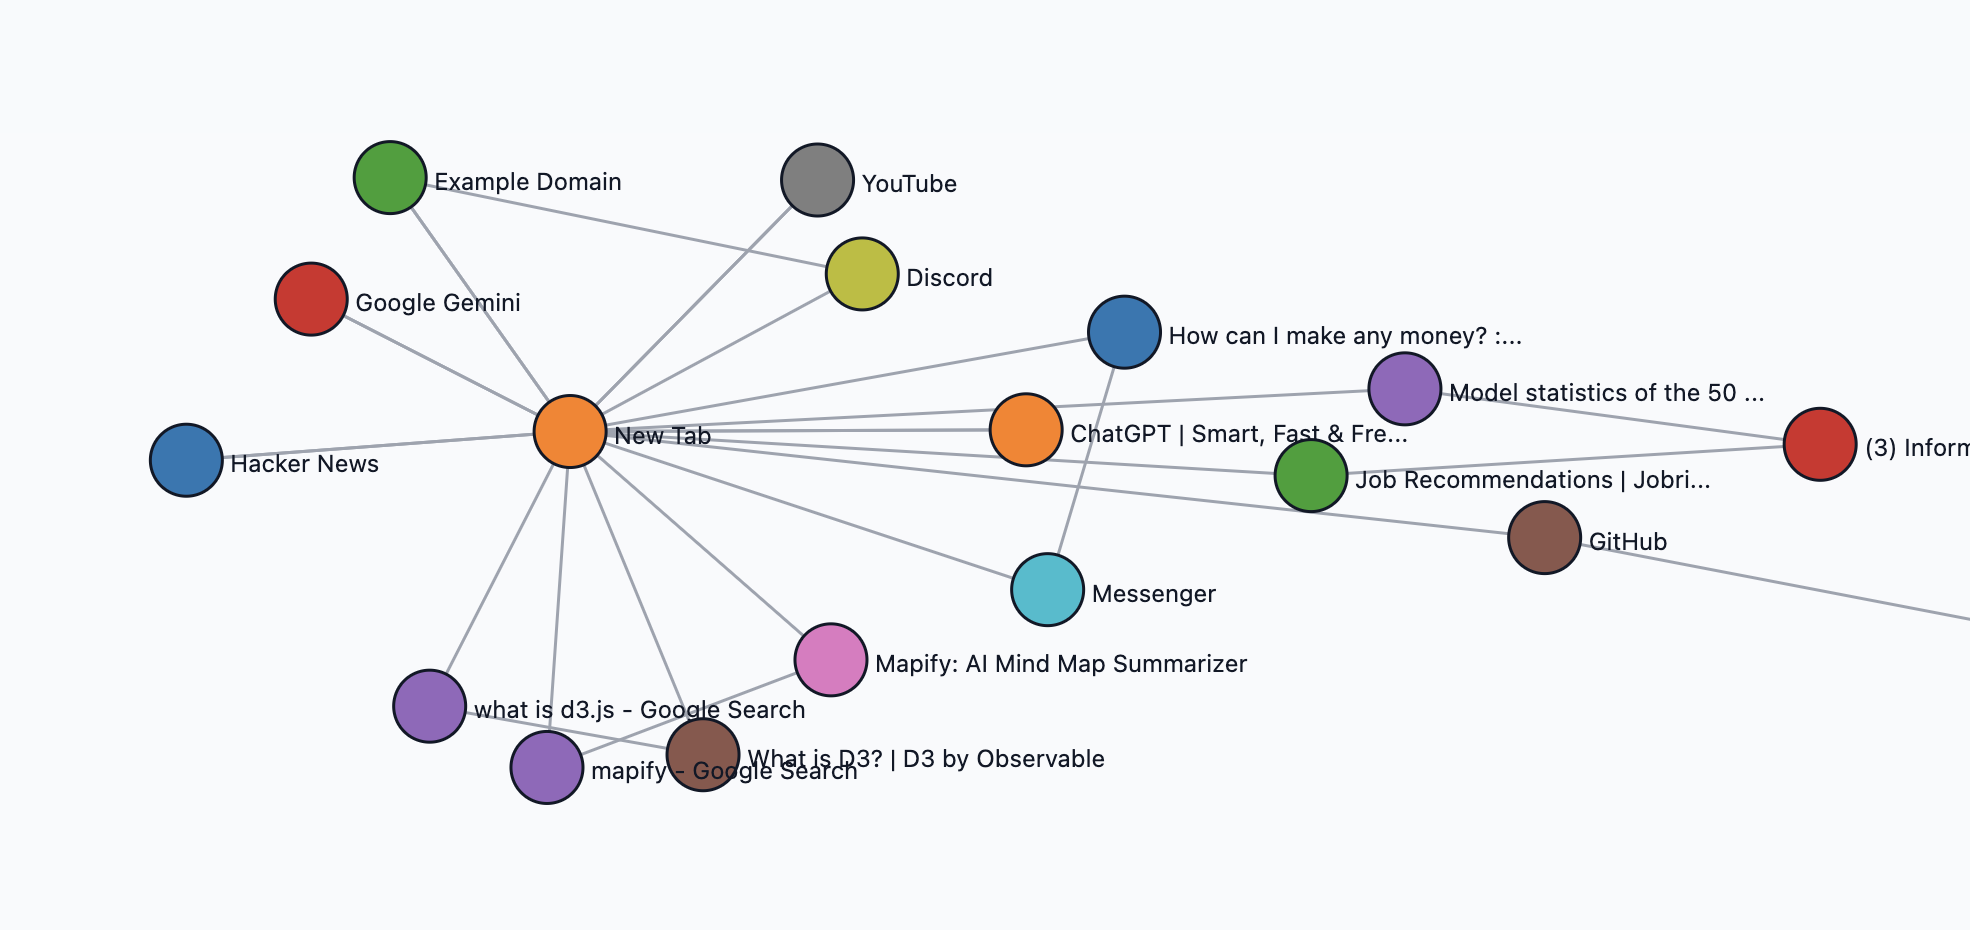 Example Domain
YouTube
Discord
Google Gemini
How can I make any money? :...
Model statistics of the 50 ...
New Tab
ChatGPT | Smart, Fast & Fre...
(3) Inform
Hacker News
Job Recommendations | Jobri...
GitHub
Messenger
Mapify: AI Mind Map Summarizer
what is d3.js - Google Search
What is D3? | D3 by Observable
mapify - Google Search